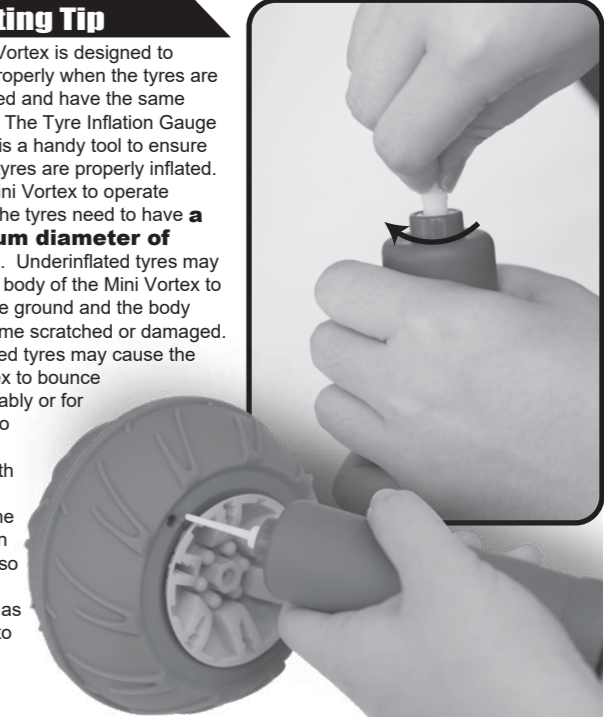 ting Tip
Vortex is designed to
roperly when the tyres are
ed and have the same
The Tyre Inflation Gauge
is a handy tool to ensure
tyres are properly inflated.
ini Vortex to operate
he tyres need to have a
um diameter of
. Underinflated tyres may
body of the Mini Vortex to
e ground and the body
me scratched or damaged.
ed tyres may cause the
ex to bounce
ably or for
o
th
ne
n
so
as
to